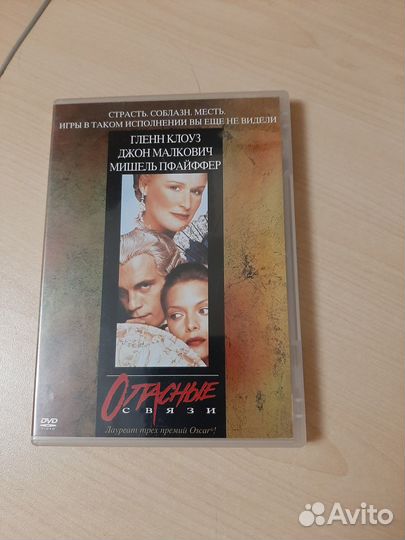 СТРАСТЬ. СОБЛАЗН. МЕСТЬ.
ИГРЫ В ТАКОМ ИСПОЛНЕНИИ ВЫ ЕЩЕ НЕ ВИДЕЛИ
ГЛЕНН КЛОУЗ
ДЖОН МАЛКОВИЧ
МИШЕЛЬ ПФАЙФФЕР
ОПАСНЫЕ
СВЯЗИ
Лауреат трех премий Oscar®!
DVD
VIDEO
Avito